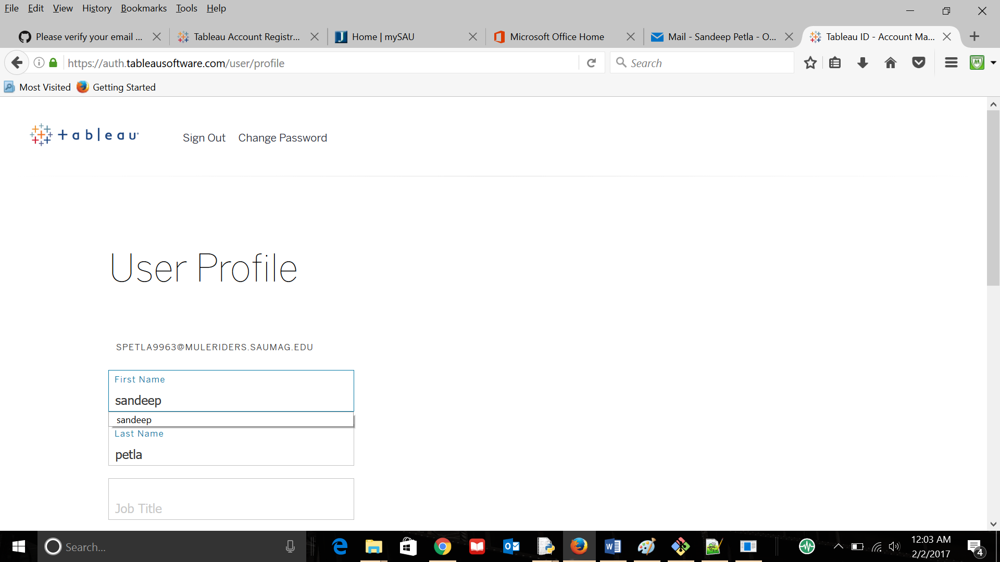 File Edit View History Bookmarks Tools Help
Please verify your email ... Tableau Account Registr... Home | mySAU Microsoft Office Home Mail - Sandeep Petla - O... Tableau ID - Account Ma...
https://auth.tableausoftware.com/user/profile Search
Most Visited Getting Started
+ableau Sign Out Change Password
User Profile
SPETLA9963@MULERIDERS.SAUMAG.EDU
First Name
sandeep
sandeep
Last Name
petla
Job Title
Search... 12:03 AM
2/2/2017 4